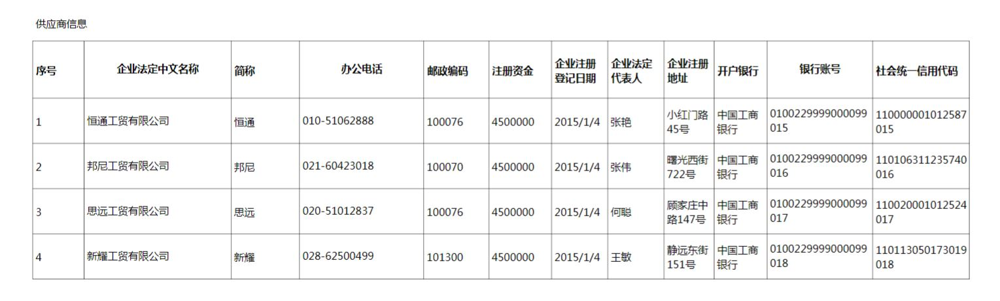 供应商信息
序号 企业法定中文名称 简称 办公电话 邮政编码 注册资金 企业注册登记日期 企业法定代表人 企业注册地址 开户银行 银行账号 社会统一信用代码
1 恒通工贸有限公司 恒通 010-51062888 100076 4500000 2015/1/4 张艳 小红门路45号 中国工商银行 0100229999000099015 110000001012587015
2 邦尼工贸有限公司 邦尼 021-60423018 100070 4500000 2015/1/4 张伟 曙光西街722号 中国工商银行 0100229999000099016 110106311235740016
3 思远工贸有限公司 思远 020-51012837 100076 4500000 2015/1/4 何聪 顾家庄中路147号 中国工商银行 0100229999000099017 110020001012524017
4 新耀工贸有限公司 新耀 028-62500499 101300 4500000 2015/1/4 王敏 静远东街151号 中国工商银行 0100229999000099018 110113050173019018